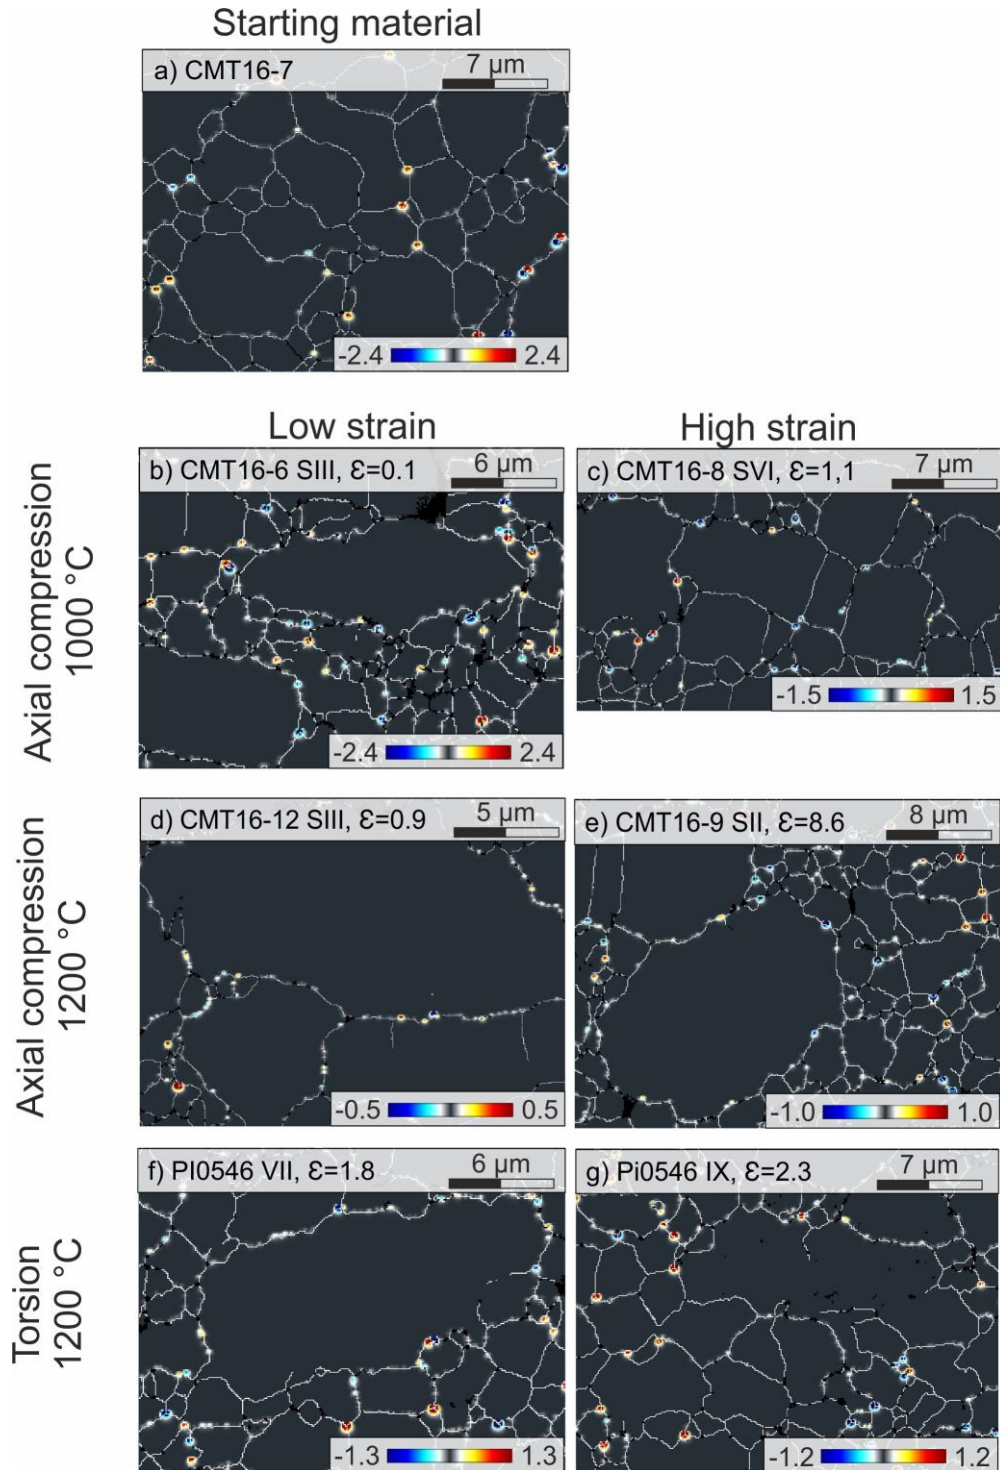 Starting material
a) CMT16-7 7 µm
-2.4 2.4
Low strain High strain
Axial compression
1000 °C
b) CMT16-6 SIII, Ɛ=0.1 6 µm
c) CMT16-8 SVI, Ɛ=1,1 7 µm
-2.4 2.4
-1.5 1.5
Axial compression
1200 °C
d) CMT16-12 SIII, Ɛ=0.9 5 µm
e) CMT16-9 SII, Ɛ=8.6 8 µm
-0.5 0.5
-1.0 1.0
Torsion
1200 °C
f) PI0546 VII, Ɛ=1.8 6 µm
g) Pi0546 IX, Ɛ=2.3 7 µm
-1.3 1.3
-1.2 1.2